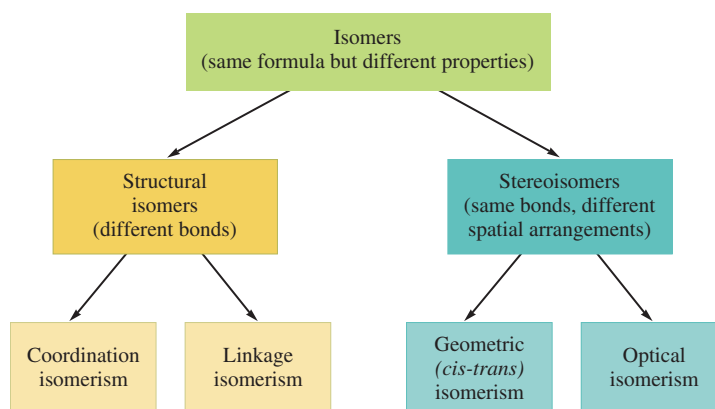 Isomers
(same formula but different properties)
Structural
isomers
(different bonds)
Stereoisomers
(same bonds, different
spatial arrangements)
Coordination
isomerism
Linkage
isomerism
Geometric
(cis-trans)
isomerism
Optical
isomerism